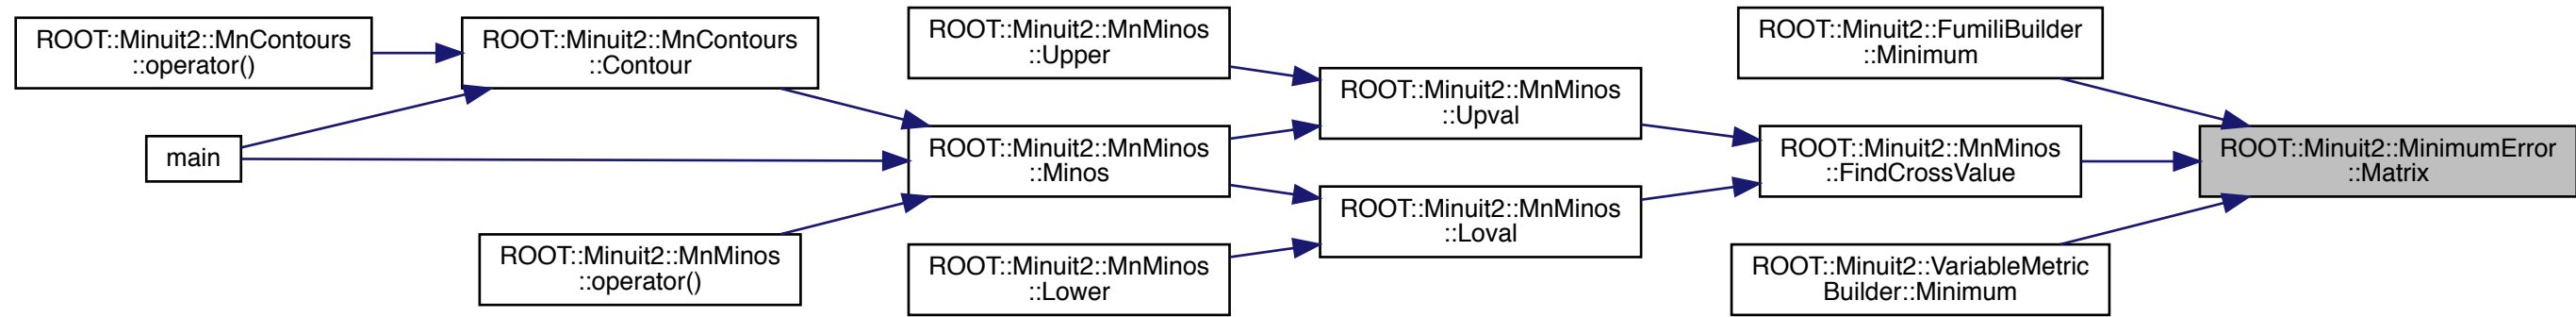 ROOT::Minuit2::MnContours
::operator()
ROOT::Minuit2::MnContours
::Contour
main
ROOT::Minuit2::MnMinos
::operator()
ROOT::Minuit2::MnMinos
::Upper
ROOT::Minuit2::MnMinos
::Minos
ROOT::Minuit2::MnMinos
::Lower
ROOT::Minuit2::MnMinos
::Upval
ROOT::Minuit2::MnMinos
::Loval
ROOT::Minuit2::FumiliBuilder
::Minimum
ROOT::Minuit2::MnMinos
::FindCrossValue
ROOT::Minuit2::VariableMetric
Builder::Minimum
ROOT::Minuit2::MinimumError
::Matrix